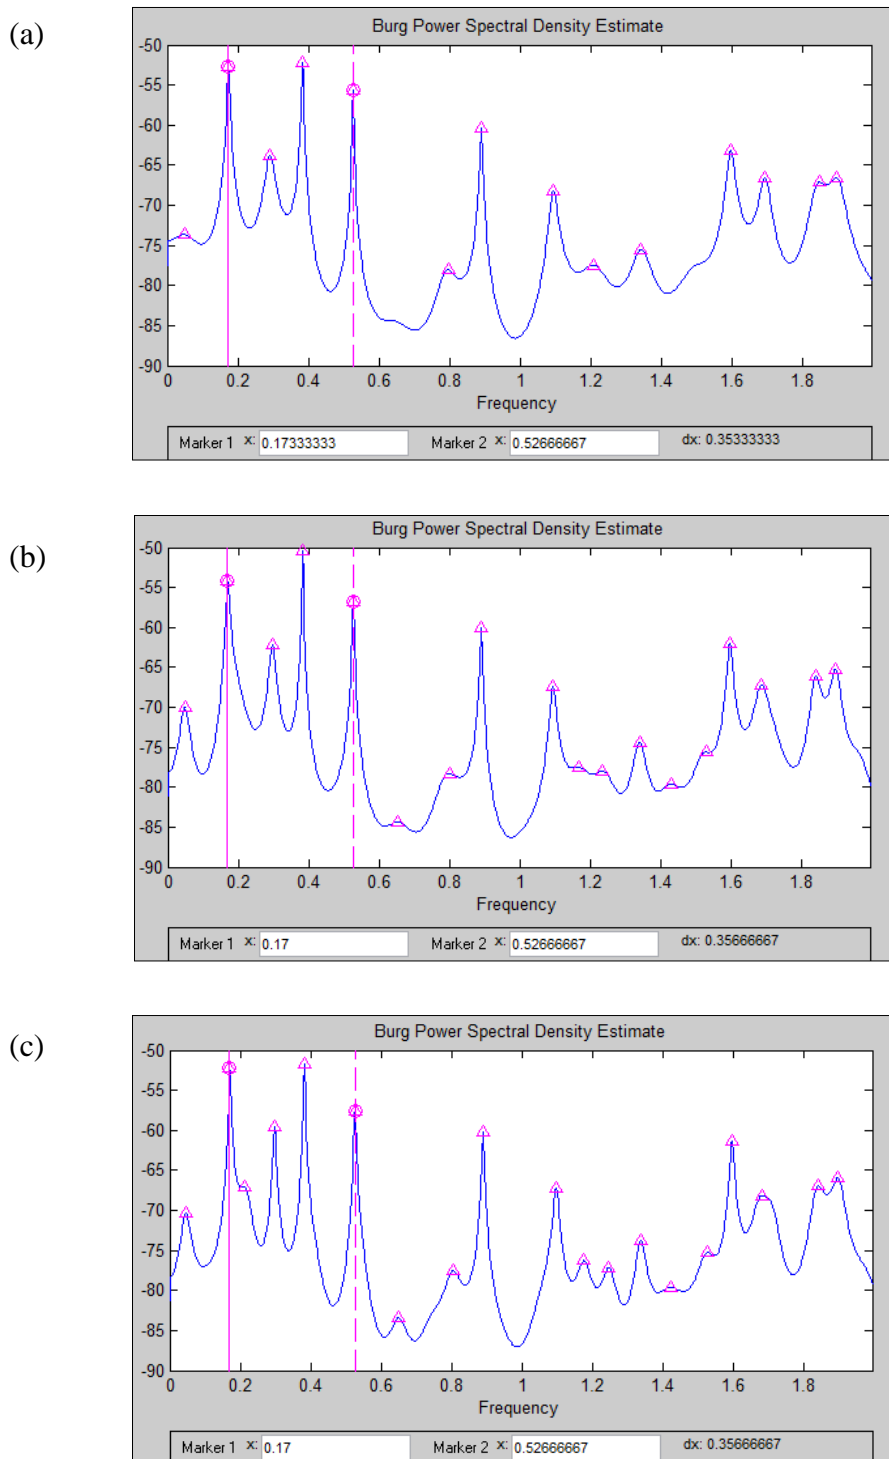 (a)
Burg Power Spectral Density Estimate
-50
-55
-60
-65
-70
-75
-80
-85
-90
0 0.2 0.4 0.6 0.8 1 1.2 1.4 1.6 1.8
Frequency
Marker 1 x: 0.17333333 Marker 2 x: 0.52666667 dx: 0.35333333
(b)
Burg Power Spectral Density Estimate
-50
-55
-60
-65
-70
-75
-80
-85
-90
0 0.2 0.4 0.6 0.8 1 1.2 1.4 1.6 1.8
Frequency
Marker 1 x: 0.17 Marker 2 x: 0.52666667 dx: 0.35666667
(c)
Burg Power Spectral Density Estimate
-50
-55
-60
-65
-70
-75
-80
-85
-90
0 0.2 0.4 0.6 0.8 1 1.2 1.4 1.6 1.8
Frequency
Marker 1 x: 0.17 Marker 2 x: 0.52666667 dx: 0.35666667